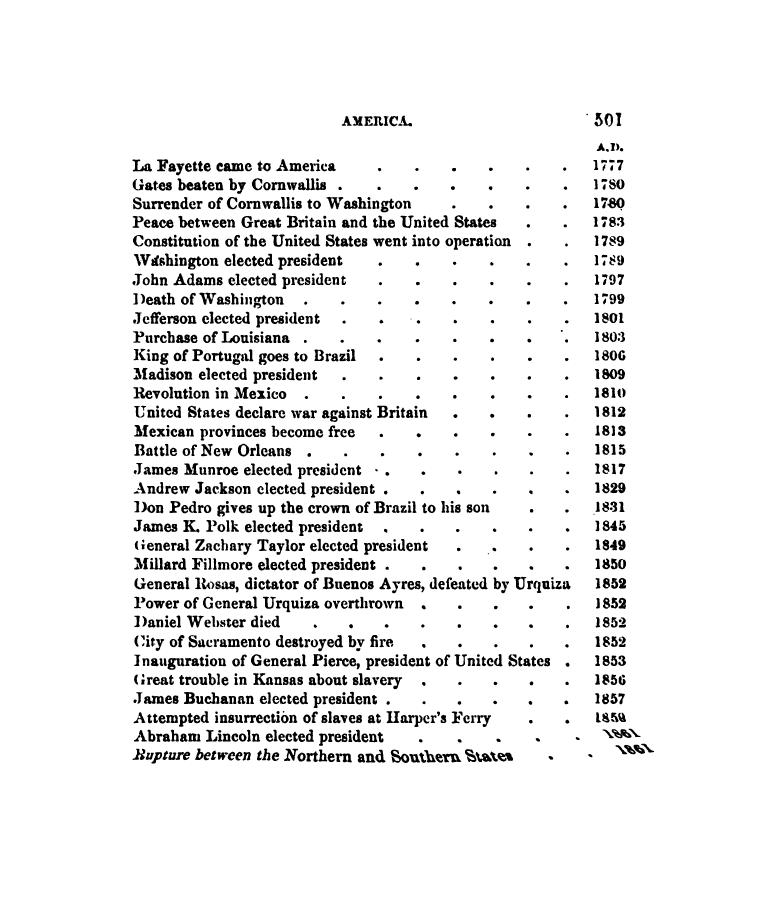 AMERICA. 501
A.D.
La Fayette came to America . . . . . . 1777
Gates beaten by Cornwallis . . . . . . . 1780
Surrender of Cornwallis to Washington . . . . 1780
Peace between Great Britain and the United States . . 1783
Constitution of the United States went into operation . . 1789
Washington elected president . . . . . . 1789
John Adams elected president . . . . . . 1797
Death of Washington . . . . . . . . 1799
Jefferson elected president . . . . . . . 1801
Purchase of Louisiana . . . . . . . . 1803
King of Portugal goes to Brazil . . . . . . 1806
Madison elected president . . . . . . . 1809
Revolution in Mexico . . . . . . . . 1810
United States declare war against Britain . . . . 1812
Mexican provinces become free . . . . . . 1813
Battle of New Orleans . . . . . . . . 1815
James Munroe elected president . . . . . . 1817
Andrew Jackson elected president . . . . . . 1829
Don Pedro gives up the crown of Brazil to his son . . 1831
James K. Polk elected president . . . . . . 1845
General Zachary Taylor elected president . . . . 1849
Millard Fillmore elected president . . . . . . 1850
General Rosas, dictator of Buenos Ayres, defeated by Urquiza 1852
Power of General Urquiza overthrown . . . . . 1852
Daniel Webster died . . . . . . . 1852
City of Sacramento destroyed by fire . . . . . 1852
Inauguration of General Pierce, president of United States . 1853
Great trouble in Kansas about slavery . . . . . 1856
James Buchanan elected president . . . . . . 1857
Attempted insurrection of slaves at Harper's Ferry . . 1859
Abraham Lincoln elected president . . . . . 1861
Rupture between the Northern and Southern States . . 1861